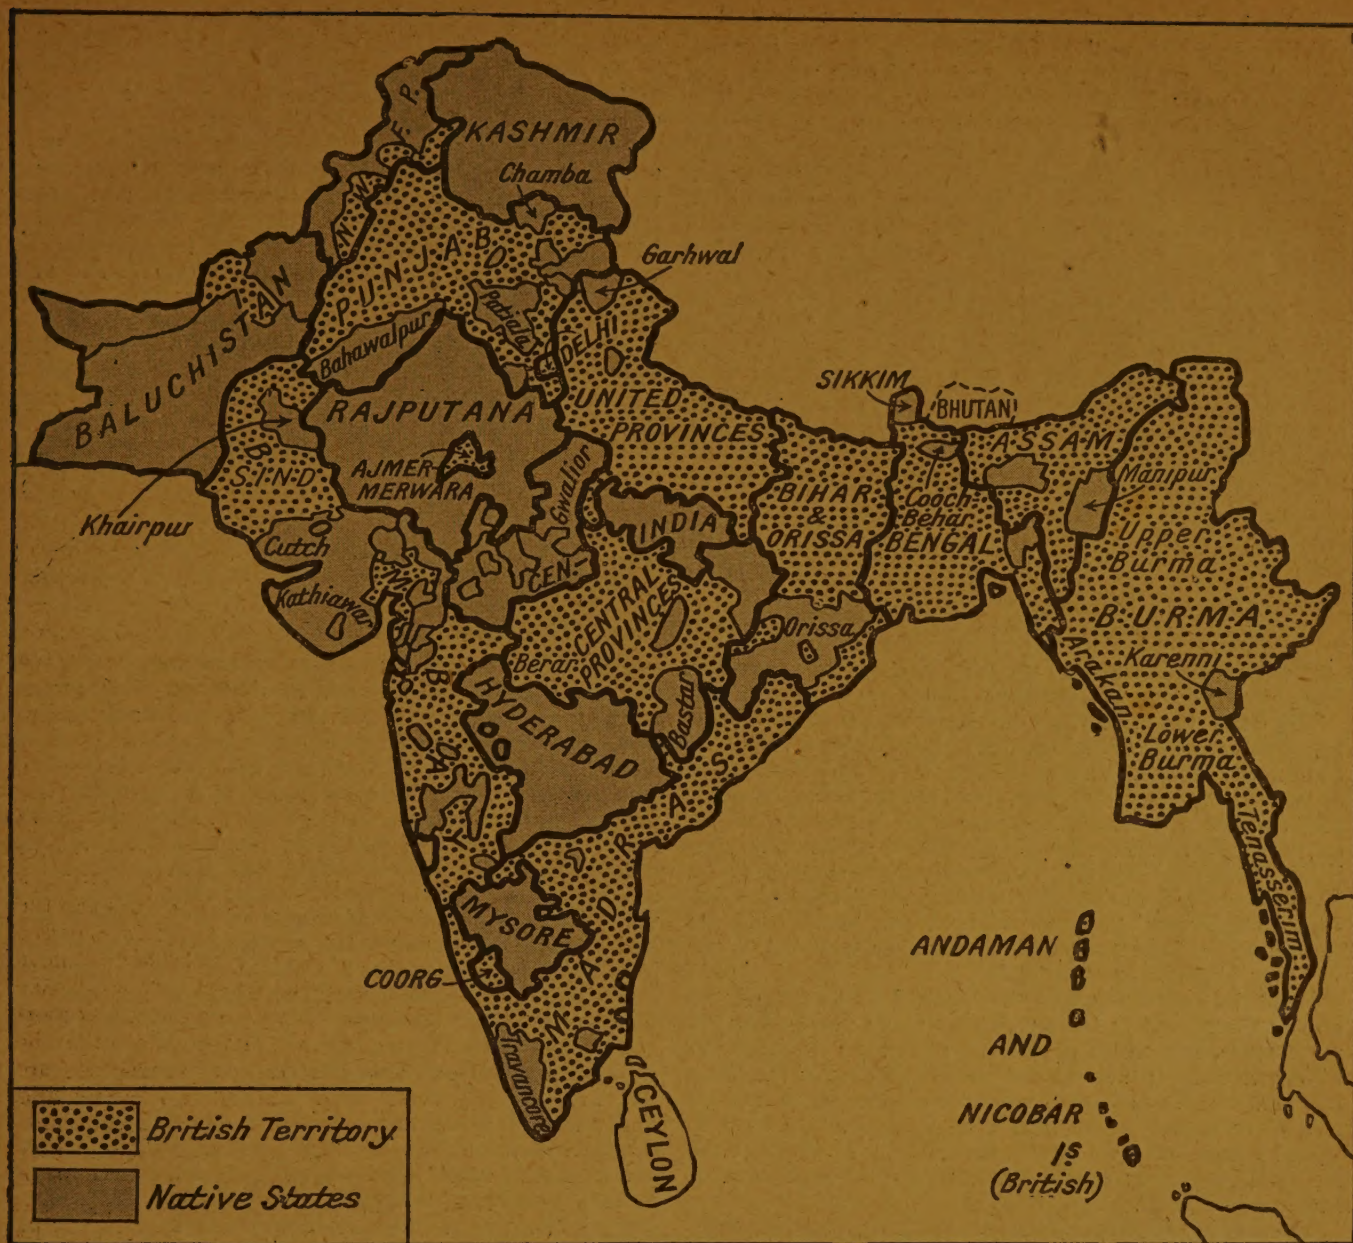 N. W. F. P.
KASHMIR
Chamba
PUNJAB
Garhwal
BALUCHISTAN
Patiala
Bahawalpur
DELHI
RAJPUTANA
UNITED
PROVINCES
SIKKIM
BHUTAN
ASSAM
AJMER-
MERWARA
Gwalior
SIND
Khairpur
Cutch
Kathiawar
CEN-
INDIA
BIHAR
&
ORISSA
Cooch-
Behar
BENGAL
Manipur
Upper
Burma
BURMA
CENTRAL
PROVINCES
Berar
Orissa
Arakan
Karenni
BOMBAY
HYDERABAD
Bastar
Lower
Burma
MADRAS
Tenasserim
MYSORE
COORG
Travancore
CEYLON
ANDAMAN
AND
NICOBAR
Is
(British)
British Territory
Native States